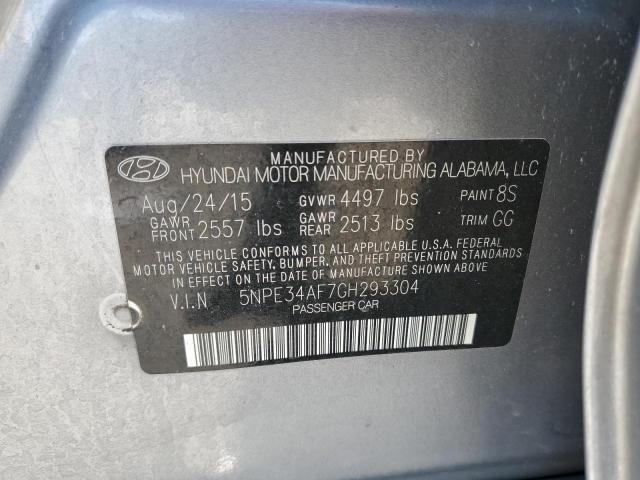 MANUFACTURED BY
HYUNDAI MOTOR MANUFACTURING ALABAMA, LLC
Aug/24/15 GVWR 4497 lbs PAINT 8S
GAWR FRONT 2557 lbs GAWR REAR 2513 lbs TRIM GG
THIS VEHICLE CONFORMS TO ALL APPLICABLE U.S.A. FEDERAL
MOTOR VEHICLE SAFETY, BUMPER, AND THEFT PREVENTION
STANDARDS IN EFFECT ON THE DATE OF MANUFACTURE SHOWN ABOVE
V.I.N 5NPE34AF7GH293304
PASSENGER CAR